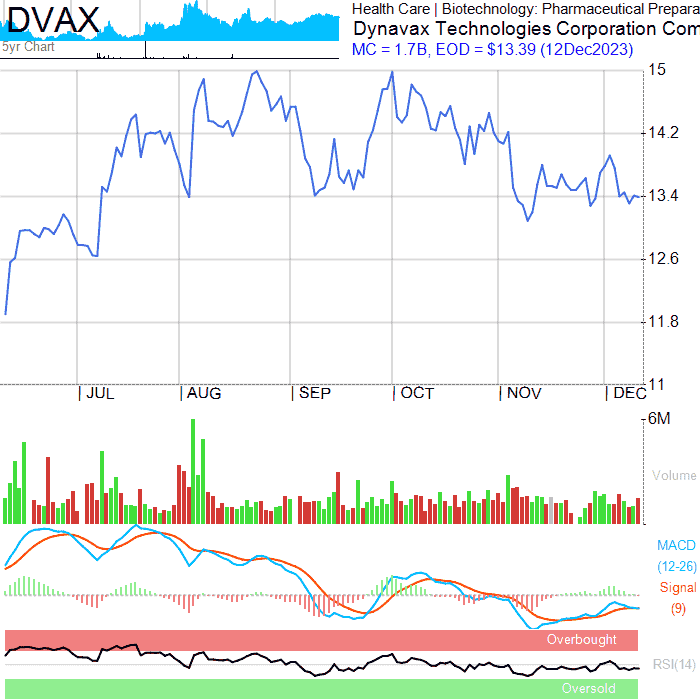 DVAX
5yr Chart
Health Care | Biotechnology: Pharmaceutical Prepara
Dynavax Technologies Corporation Com
MC = 1.7B, EOD = $13.39 (12Dec2023)
15
14.2
13.4
12.6
11.8
11
JUL AUG SEP OCT NOV DEC
6M
Volume
MACD
(12-26)
Signal
(9)
Overbought
RSI(14)
Oversold